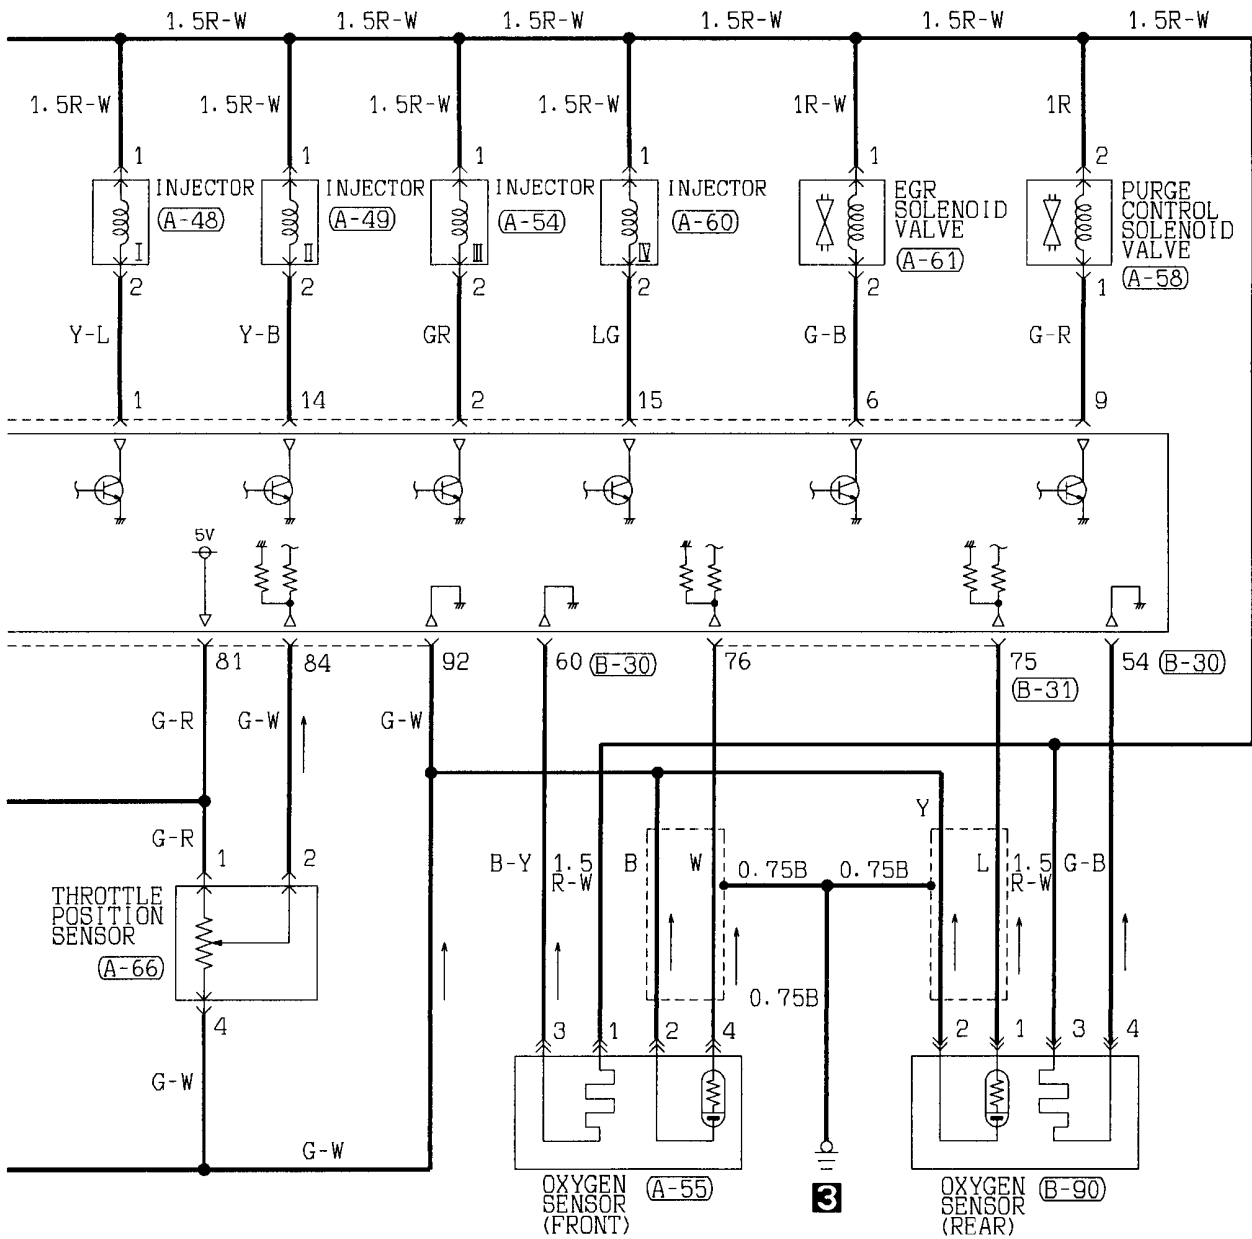 1.5R-W 1.5R-W 1.5R-W 1.5R-W 1.5R-W 1.5R-W
1.5R-W 1.5R-W 1.5R-W 1.5R-W 1R-W 1R
1 1 1 1 1 2
INJECTOR
A-48
I
INJECTOR
A-49
II
INJECTOR
A-54
III
INJECTOR
A-60
IV
EGR
SOLENOID
VALVE
A-61
PURGE
CONTROL
SOLENOID
VALVE
A-58
2 2 2 2 2 1
Y-L Y-B GR LG G-B G-R
1 14 2 15 6 9
5V
81 84 92 60 B-30 76 75 54 B-30
B-31
G-R G-W G-W
G-R
Y
B-Y 1.5
R-W
B W
0.75B 0.75B
L 1.5
R-W
G-B
1 2
THROTTLE
POSITION
SENSOR
A-66
0.75B
4
3 1 2 4
2 1 3 4
G-W
G-W
OXYGEN
SENSOR
(FRONT)
A-55
3
OXYGEN
SENSOR
(REAR)
B-90